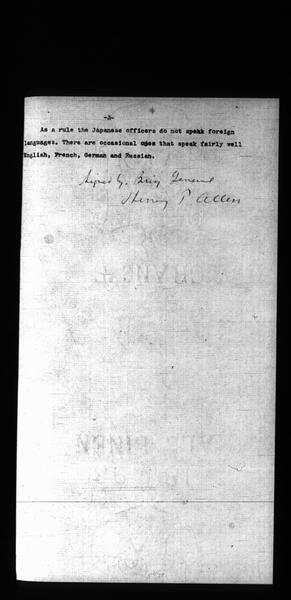 -3-
As a rule the Japanese officers do not speak foreign
languages. There are occasional ones that speak fairly well
English, French, German and Russian.
Signed by Brig General
Henry T Allen